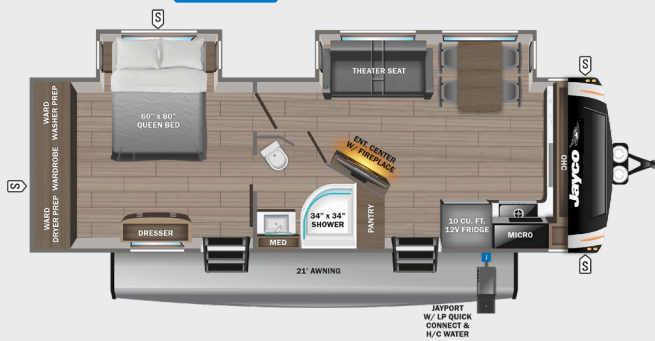 S
60" x 80"
QUEEN BED
THEATER SEAT
S
WARD
WASHER PREP
WARDROBE
WARD
DRYER PREP
S
ENT. CENTER
W/ FIREPLACE
OHC
Jayco
34" x 34"
SHOWER
PANTRY
10 CU. FT.
12V FRIDGE
MICRO
DRESSER
MED
S
21' AWNING
J
JAYPORT
W/ LP QUICK
CONNECT &
H/C WATER